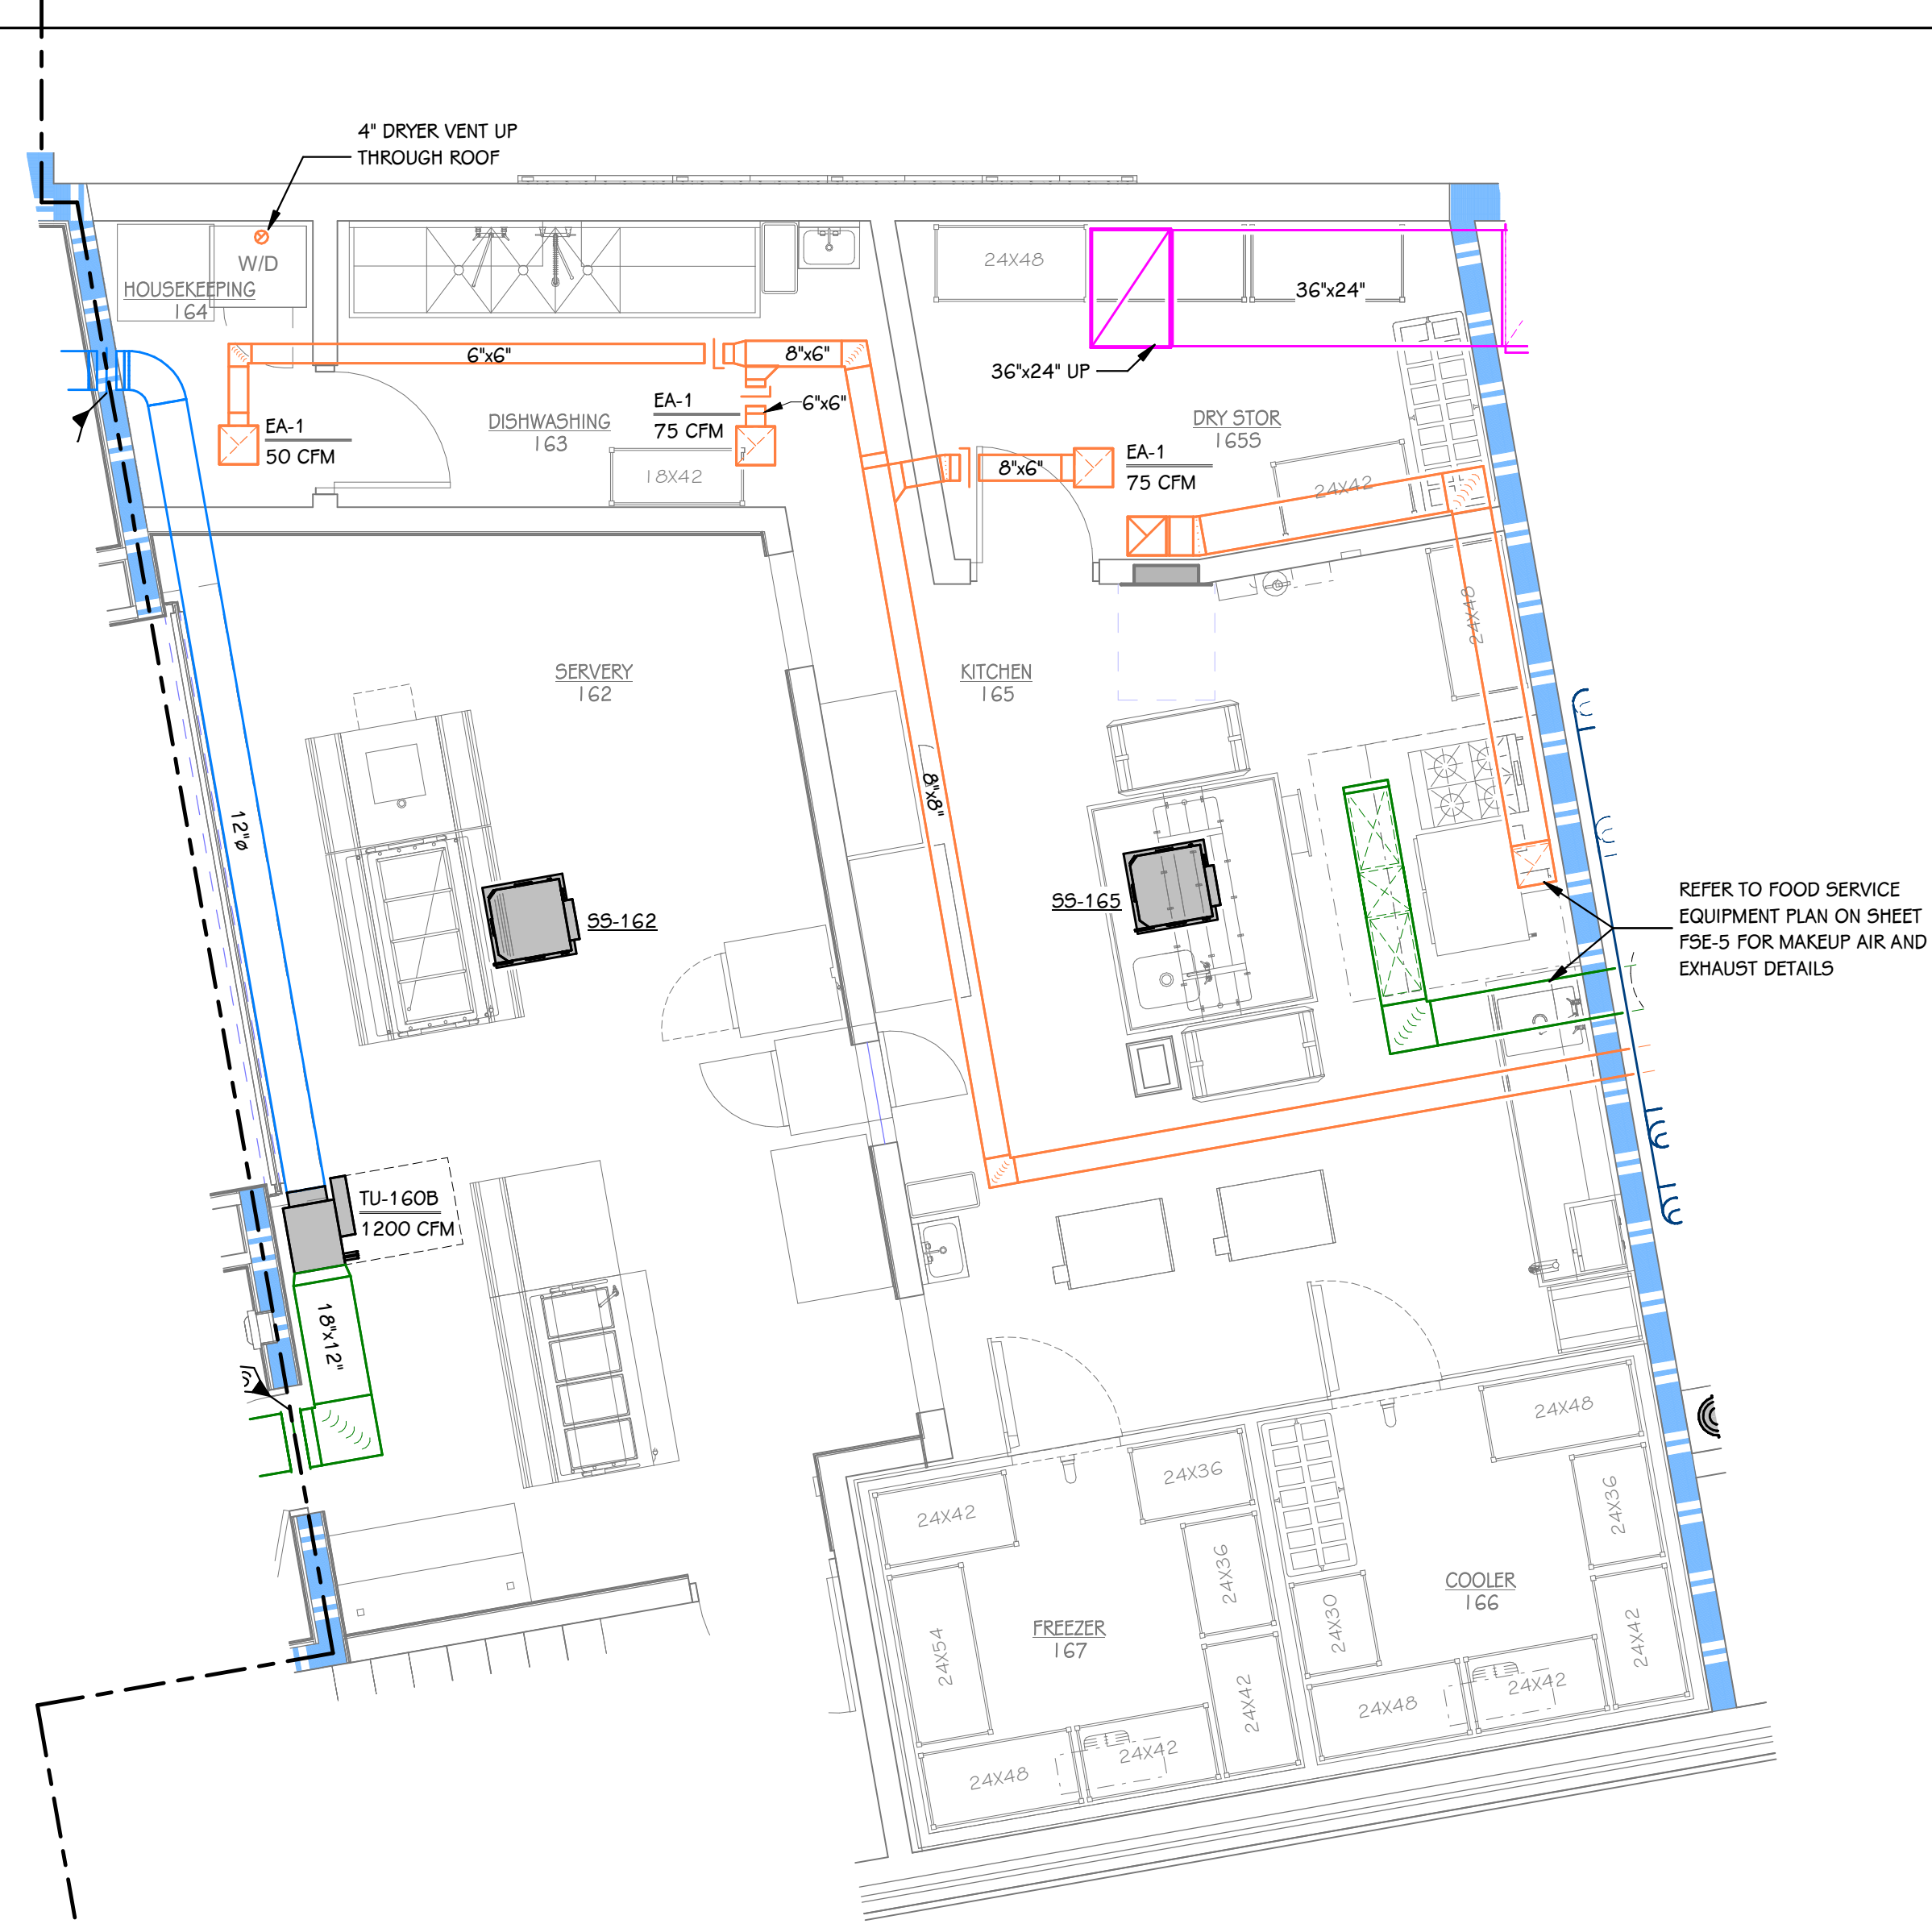 4" DRYER VENT UP
THROUGH ROOF
W/D
HOUSEKEEPING
164
24X48
36"x24"
36"x24" UP
6"x6"
8"x6"
6"x6"
EA-1
50 CFM
DISHWASHING
163
EA-1
75 CFM
18X42
DRY STOR
165S
8"x6"
EA-1
75 CFM
24X42
24X48
SERVERY
162
KITCHEN
165
12"ø
8"x8"
SS-162
SS-165
REFER TO FOOD SERVICE
EQUIPMENT PLAN ON SHEET
FSE-5 FOR MAKEUP AIR AND
EXHAUST DETAILS
TU-160B
1200 CFM
18"x12"
24X42
24X36
24X48
24X36
24X36
24X54
FREEZER
167
24X42
24X48
24X42
COOLER
166
24X30
24X42
24X48
24X42